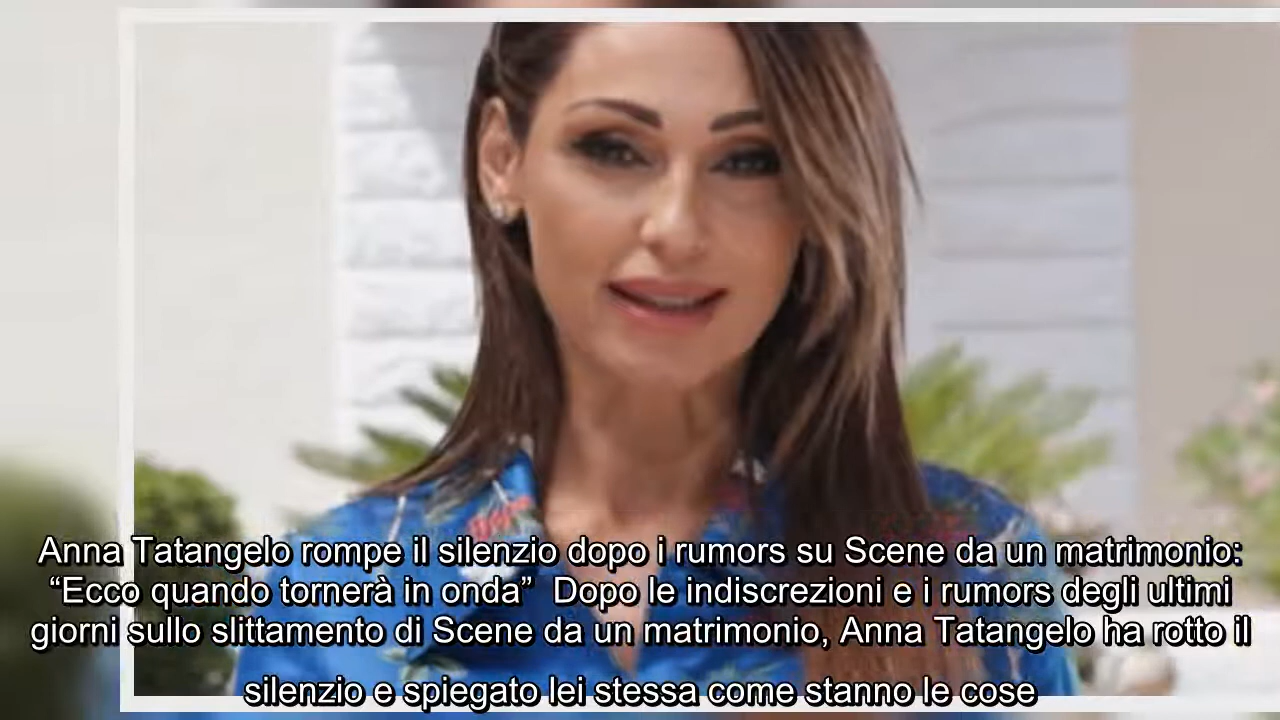 Anna Tatangelo rompe il silenzio dopo i rumors su Scene da un matrimonio:
“Ecco quando tornerà in onda”  Dopo le indiscrezioni e i rumors degli ultimi
giorni sullo slittamento di Scene da un matrimonio, Anna Tatangelo ha rotto il
silenzio e spiegato lei stessa come stanno le cose